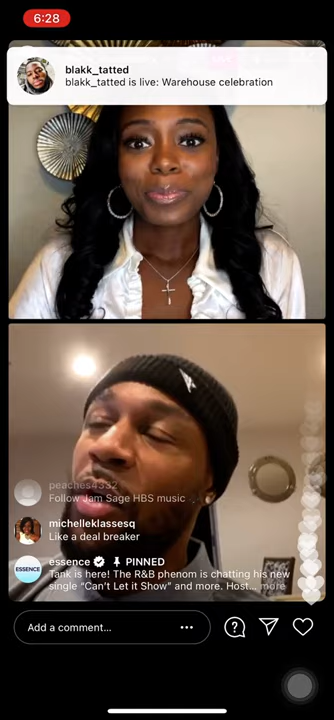 6:28
blakk_tatted
blakk_tatted is live: Warehouse celebration
peaches4332
Follow Jam Sage HBS music
michelleklassesq
Like a deal breaker
ESSENCE
essence PINNED
Tank is here! The R&B phenom is chatting his new
single “Can’t Let it Show” and more. Host... more
Add a comment...